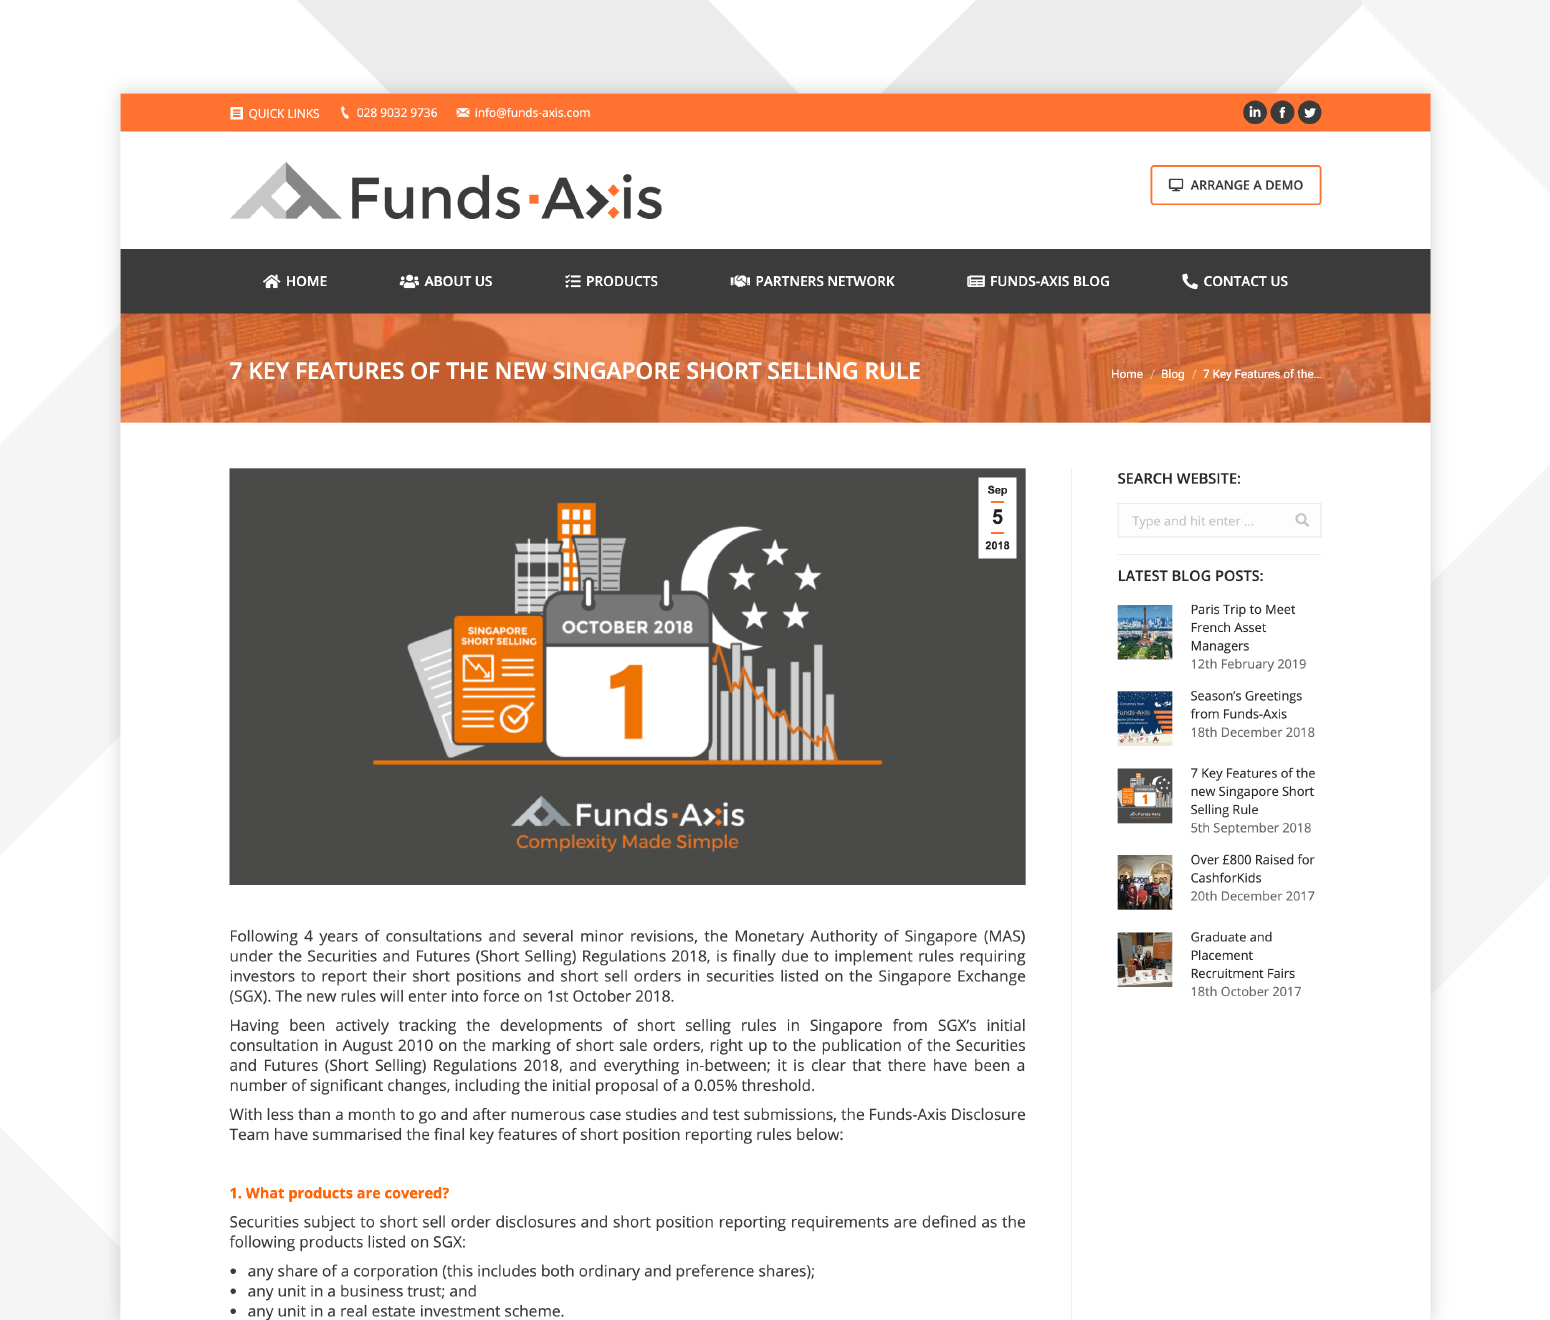 QUICK LINKS 028 9032 9736 info@funds-axis.com
Funds·Axis
ARRANGE A DEMO
HOME ABOUT US PRODUCTS PARTNERS NETWORK FUNDS-AXIS BLOG CONTACT US
7 KEY FEATURES OF THE NEW SINGAPORE SHORT SELLING RULE
Home / Blog / 7 Key Features of the...
Sep
5
2018
SINGAPORE
SHORT SELLING
OCTOBER 2018
1
Funds·Axis
Complexity Made Simple
Following 4 years of consultations and several minor revisions, the Monetary Authority of Singapore (MAS)
under the Securities and Futures (Short Selling) Regulations 2018, is finally due to implement rules requiring
investors to report their short positions and short sell orders in securities listed on the Singapore Exchange
(SGX). The new rules will enter into force on 1st October 2018.
Having been actively tracking the developments of short selling rules in Singapore from SGX's initial
consultation in August 2010 on the marking of short sale orders, right up to the publication of the Securities
and Futures (Short Selling) Regulations 2018, and everything in-between; it is clear that there have been a
number of significant changes, including the initial proposal of a 0.05% threshold.
With less than a month to go and after numerous case studies and test submissions, the Funds-Axis Disclosure
Team have summarised the final key features of short position reporting rules below:
1. What products are covered?
Securities subject to short sell order disclosures and short position reporting requirements are defined as the
following products listed on SGX:
• any share of a corporation (this includes both ordinary and preference shares);
• any unit in a business trust; and
• any unit in a real estate investment scheme.
SEARCH WEBSITE:
Type and hit enter ...
LATEST BLOG POSTS:
Paris Trip to Meet
French Asset
Managers
12th February 2019
Season's Greetings
from Funds-Axis
18th December 2018
7 Key Features of the
new Singapore Short
Selling Rule
5th September 2018
Over £800 Raised for
CashforKids
20th December 2017
Graduate and
Placement
Recruitment Fairs
18th October 2017